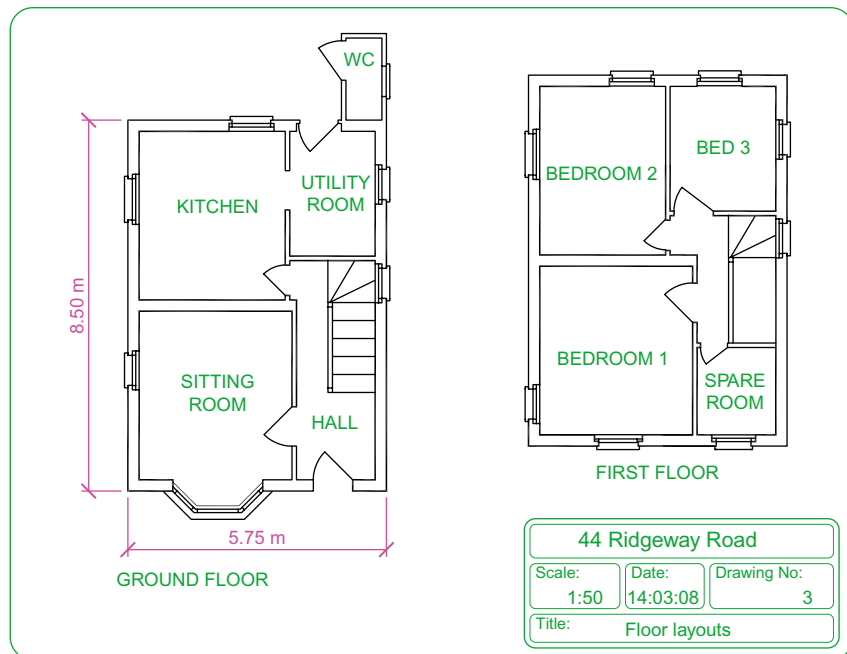 WC
UTILITY
ROOM
KITCHEN
8.50 m
SITTING
ROOM
HALL
5.75 m
GROUND FLOOR
BEDROOM 2
BED 3
BEDROOM 1
SPARE
ROOM
FIRST FLOOR
44 Ridgeway Road
Scale:
1:50
Date:
14:03:08
Drawing No:
3
Title:
Floor layouts